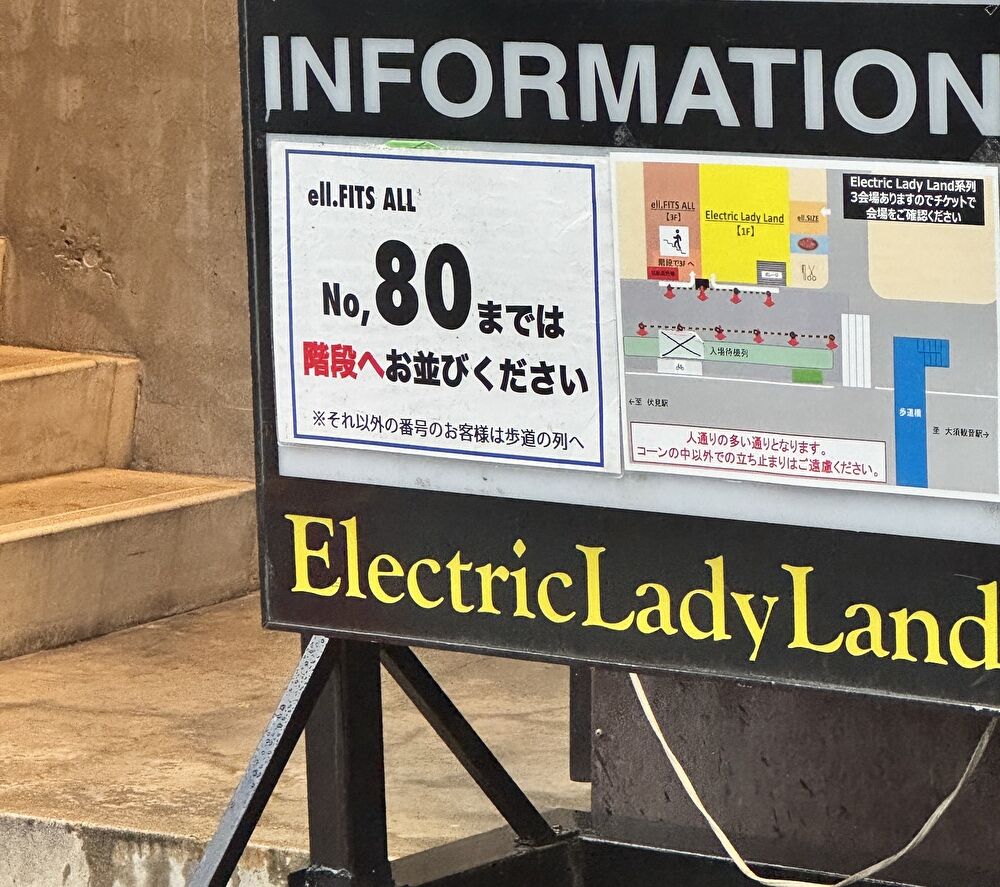 INFORMATION
ell.FITS ALL
No,80までは
階段へお並びください
※それ以外の番号のお客様は歩道の列へ
Electric Lady Land系列
3会場ありますのでチケットで
会場をご確認ください
ell.FITS ALL
【3F】
階段で3Fへ
Electric Lady Land
【1F】
ell.SIZE
入場待機列
←至 伏見駅
歩道橋
至 大須観音駅→
人通りの多い通りとなります。
コーンの中以外での立ち止まりはご遠慮ください。
ElectricLadyLand